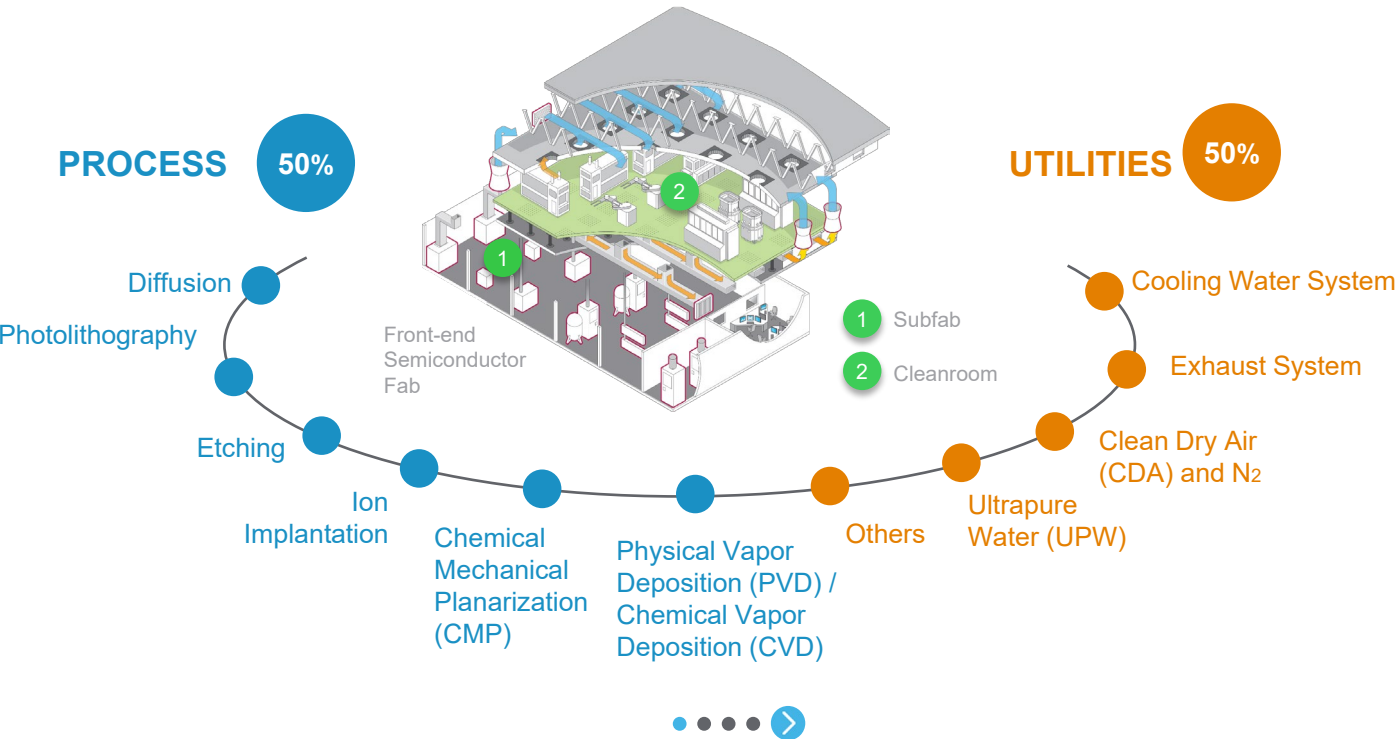 PROCESS
50%
UTILITIES
50%
2
1
Diffusion
Photolithography
Etching
Ion
Implantation
Chemical
Mechanical
Planarization
(CMP)
Physical Vapor
Deposition (PVD) /
Chemical Vapor
Deposition (CVD)
Front-end
Semiconductor
Fab
1 Subfab
2 Cleanroom
Cooling Water System
Exhaust System
Clean Dry Air
(CDA) and N2
Ultrapure
Water (UPW)
Others